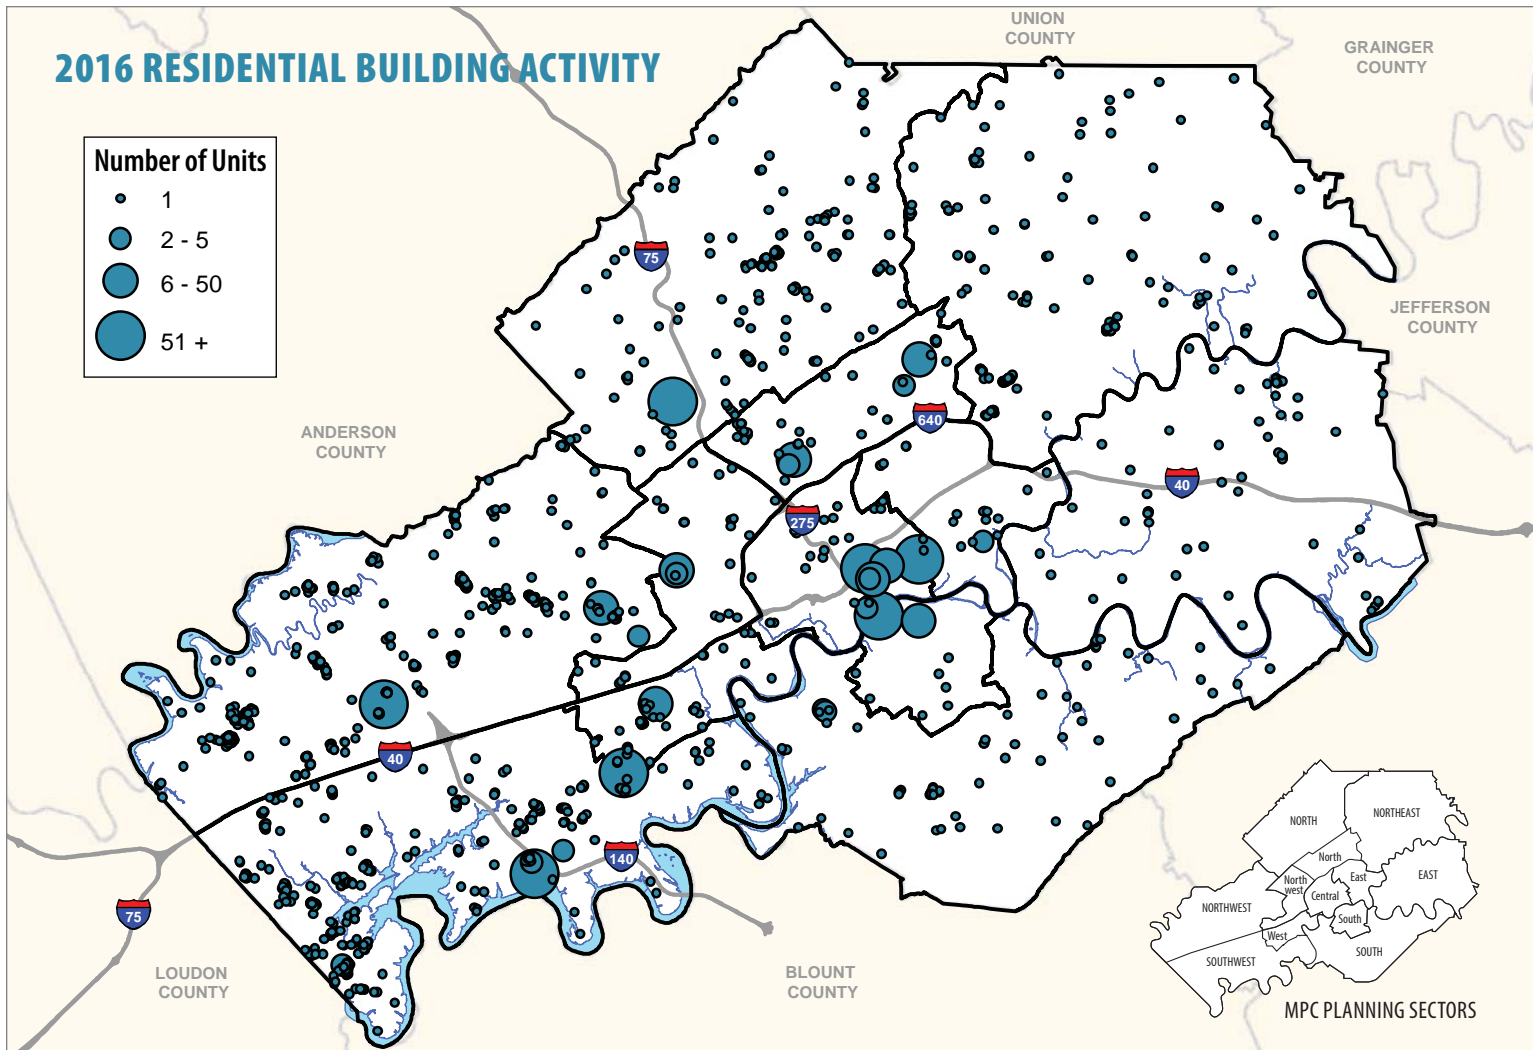 2016 RESIDENTIAL BUILDING ACTIVITY
Number of Units
1
2 - 5
6 - 50
51 +
UNION
COUNTY
GRAINGER
COUNTY
JEFFERSON
COUNTY
ANDERSON
COUNTY
LOUDON
COUNTY
BLOUNT
COUNTY
75
640
40
275
40
140
75
NORTH
NORTHEAST
North
East
EAST
North
west
Central
NORTHWEST
South
West
SOUTH
SOUTHWEST
MPC PLANNING SECTORS